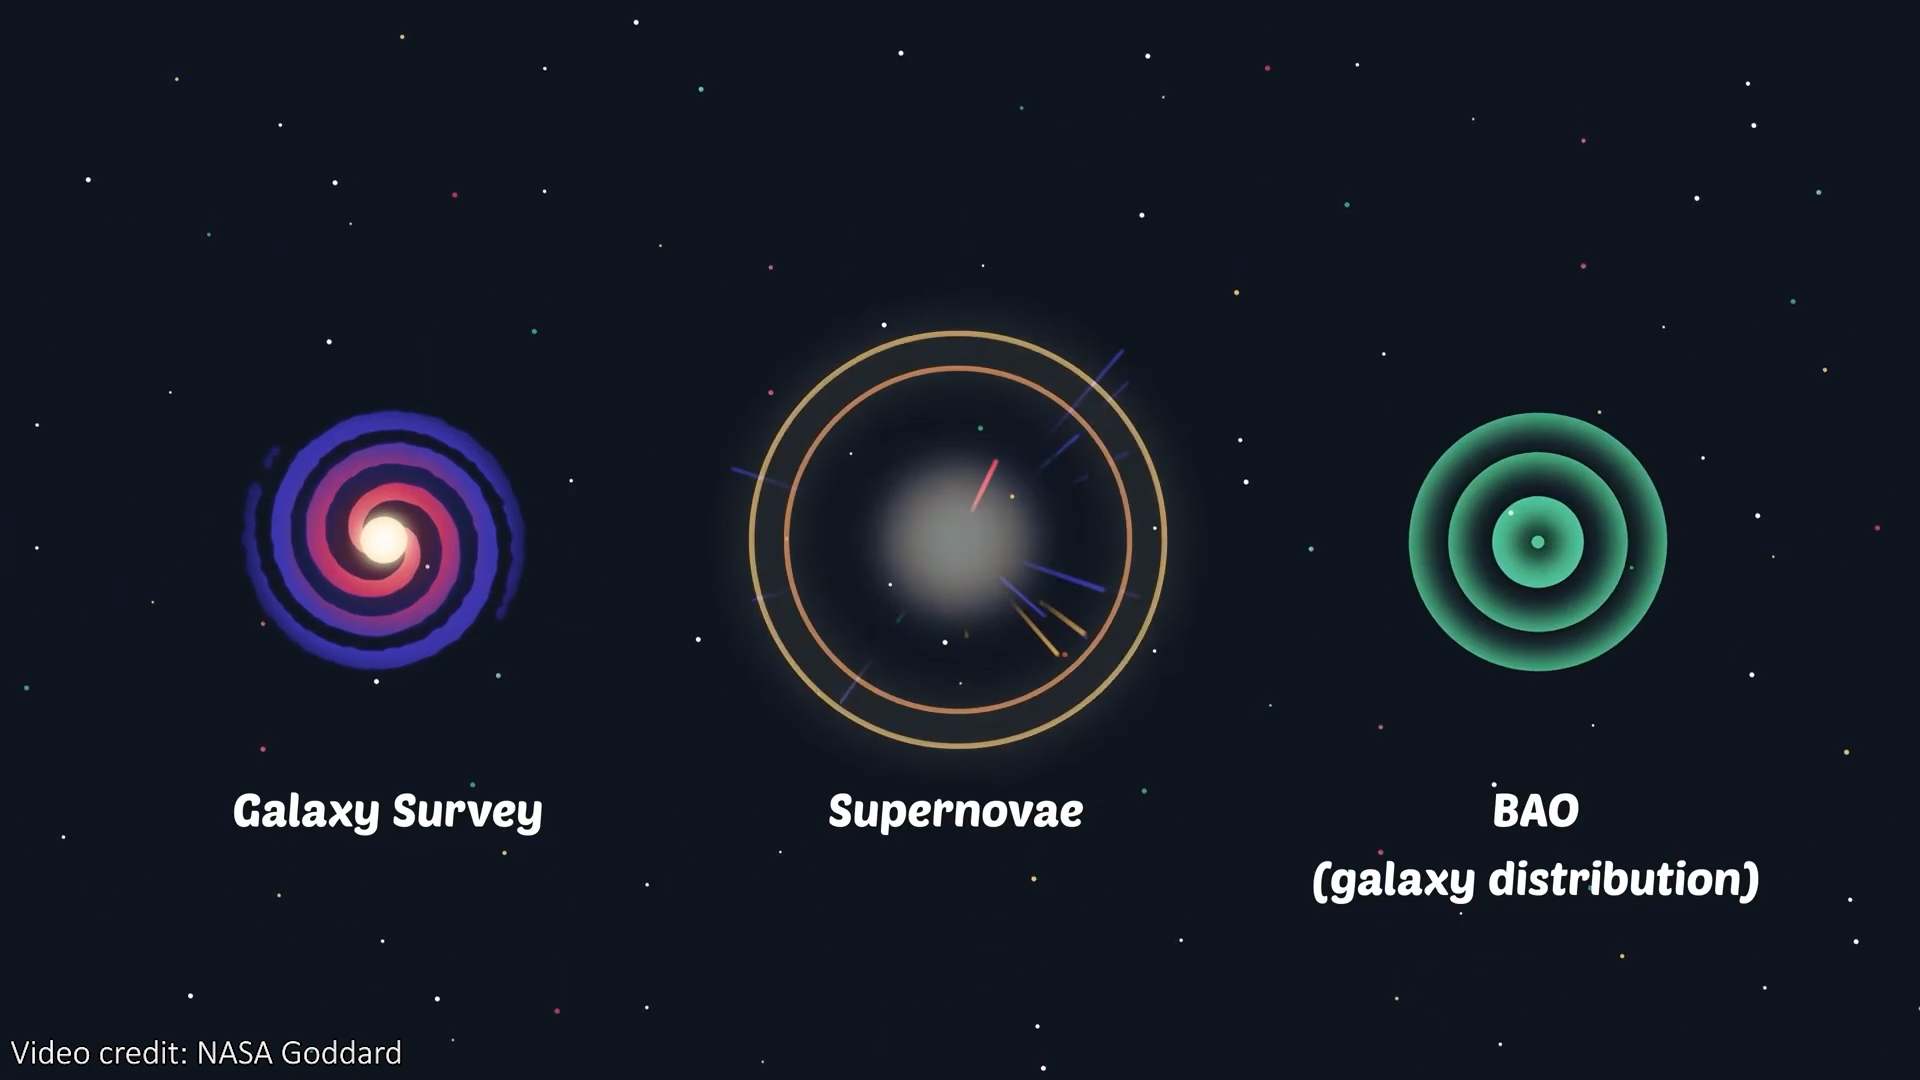 Galaxy Survey
Supernovae
BAO
(galaxy distribution)
Video credit: NASA Goddard